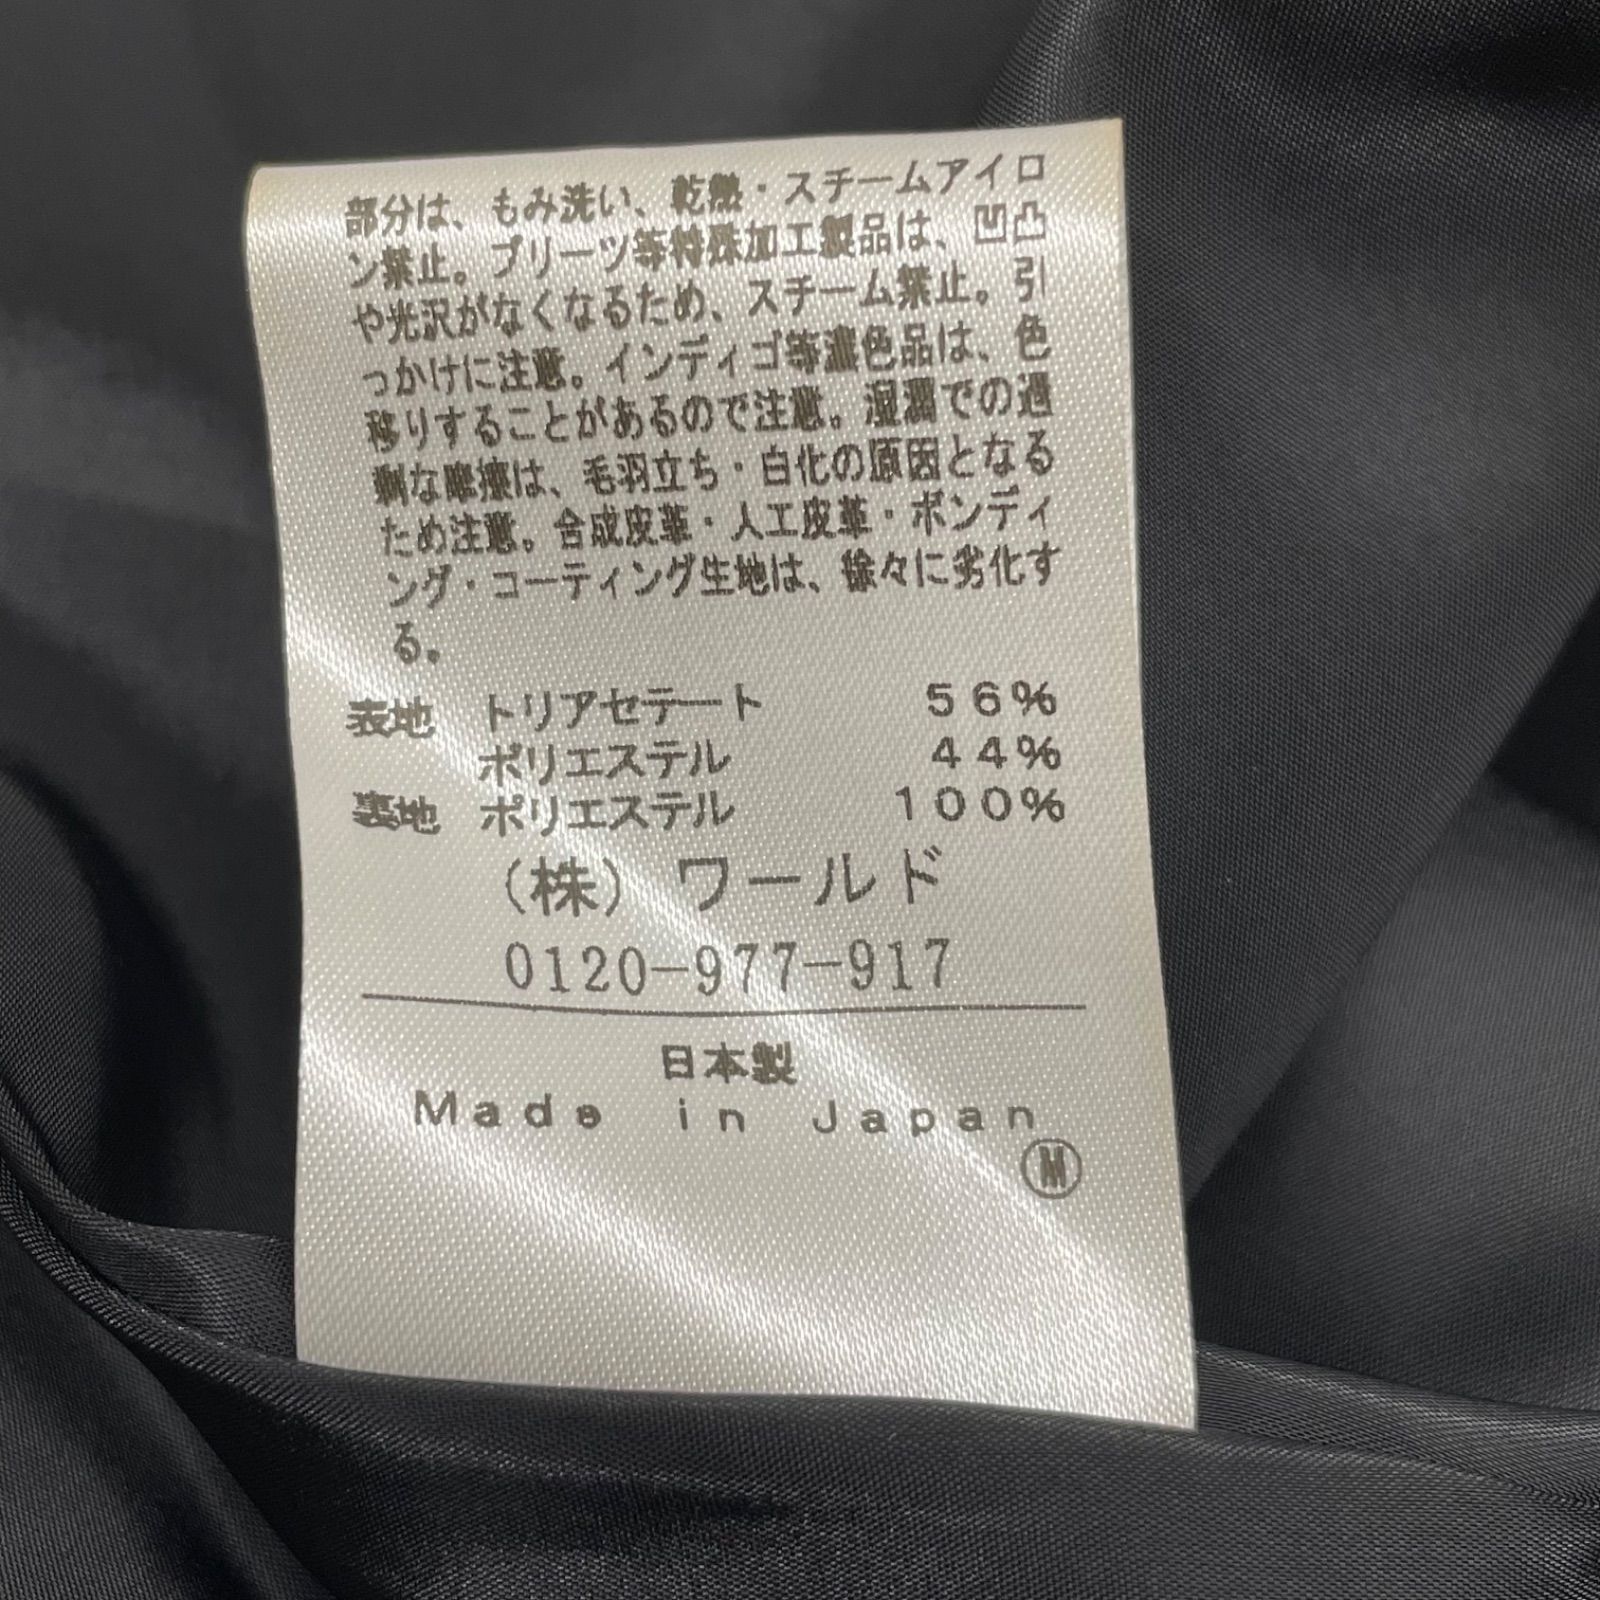 部分は、もみ洗い、乾熱・スチームアイロ
ン禁止。プリーツ等特殊加工製品は、凹凸
や光沢がなくなるため、スチーム禁止。引
っかけに注意。インディゴ等濃色品は、色
移りすることがあるので注意。湿潤での過
剰な摩擦は、毛羽立ち・白化の原因となる
ため注意。合成皮革・人工皮革・ボンディ
ング・コーティング生地は、徐々に劣化す
る。
表地 トリアセテート 56%
ポリエステル 44%
裏地 ポリエステル 100%
(株) ワールド
0120-977-917
日本製
Made in Japan
M